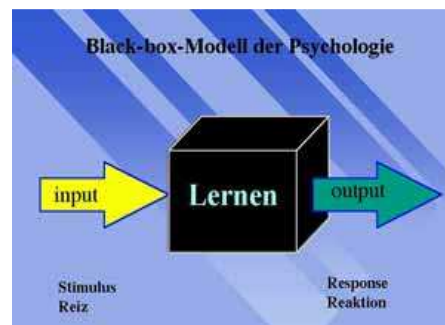 Black-box-Modell der Psychologie
input
Lernen
output
Stimulus
Reiz
Response
Reaktion